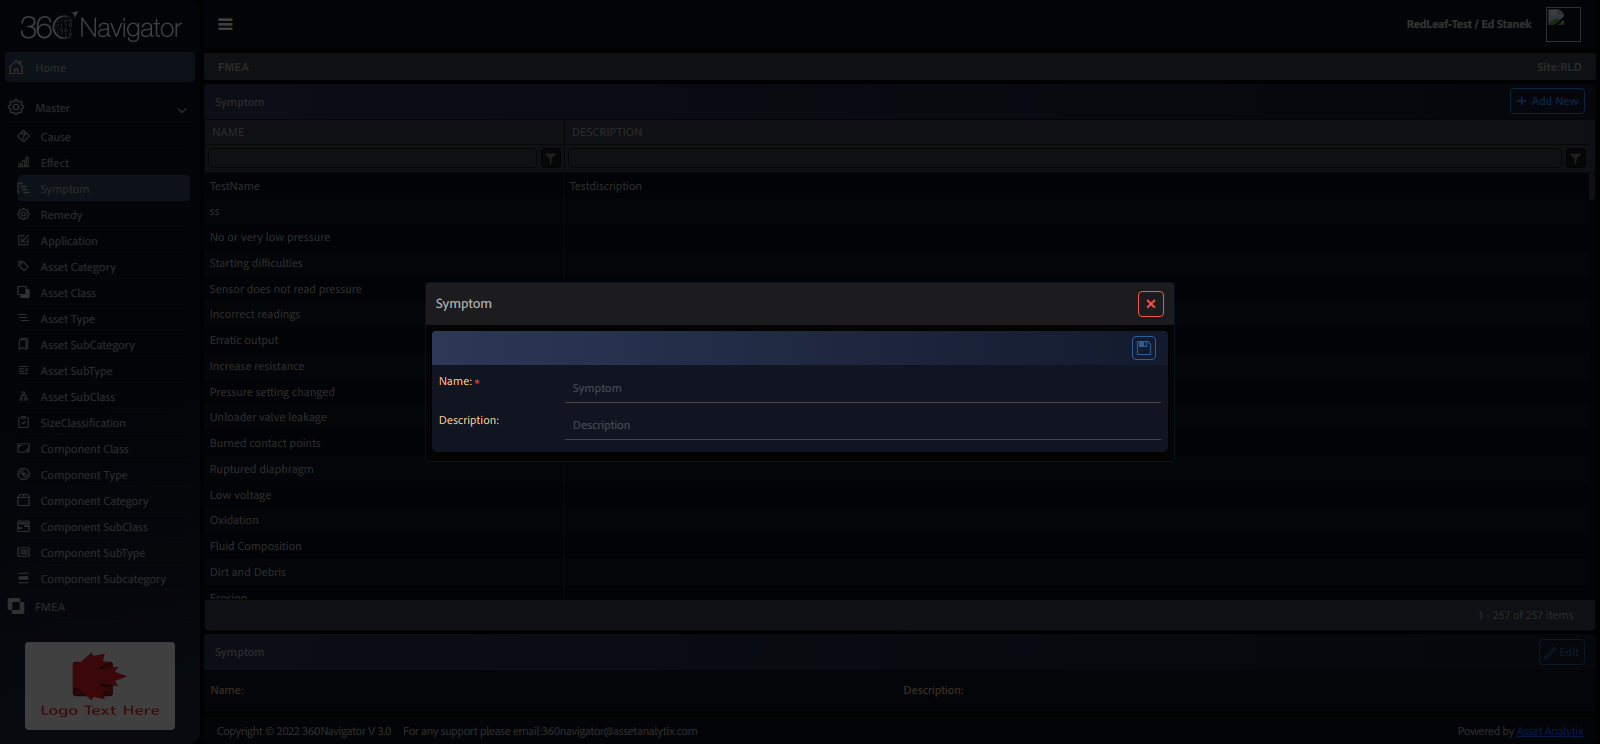 360 Navigator
RedLeaf-Test / Ed Stanek
Home
FMEA
Site:RLD
Master
Symptom
+ Add New
Cause
NAME
DESCRIPTION
Effect
Symptom
TestName
Testdiscription
Remedy
ss
Application
No or very low pressure
Asset Category
Starting difficulties
Asset Class
Sensor does not read pressure
Asset Type
Incorrect readings
Asset SubCategory
Erratic output
Asset SubType
Increase resistance
Asset SubClass
Pressure setting changed
SizeClassification
Unloader valve leakage
Component Class
Burned contact points
Component Type
Ruptured diaphragm
Component Category
Low voltage
Component SubClass
Oxidation
Component SubType
Fluid Composition
Component Subcategory
Dirt and Debris
Erosion
FMEA
Symptom
Name: *
Symptom
Description:
Description
1 - 257 of 257 items
Symptom
Edit
Name:
Description:
Logo Text Here
Copyright © 2022 360Navigator V 3.0
For any support please email:360navigator@assetanalytix.com
Powered by Asset Analytix